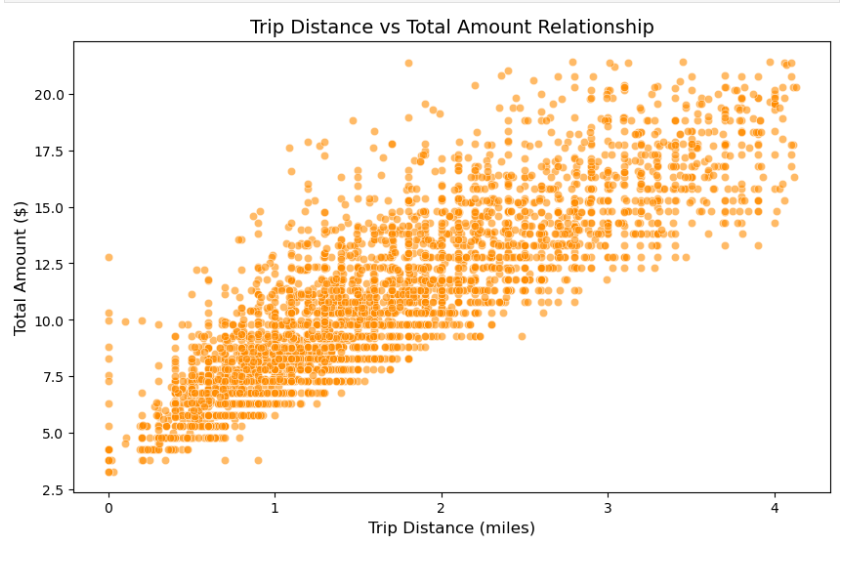 Trip Distance vs Total Amount Relationship
Total Amount ($)
20.0
17.5
15.0
12.5
10.0
7.5
5.0
2.5
0 1 2 3 4
Trip Distance (miles)